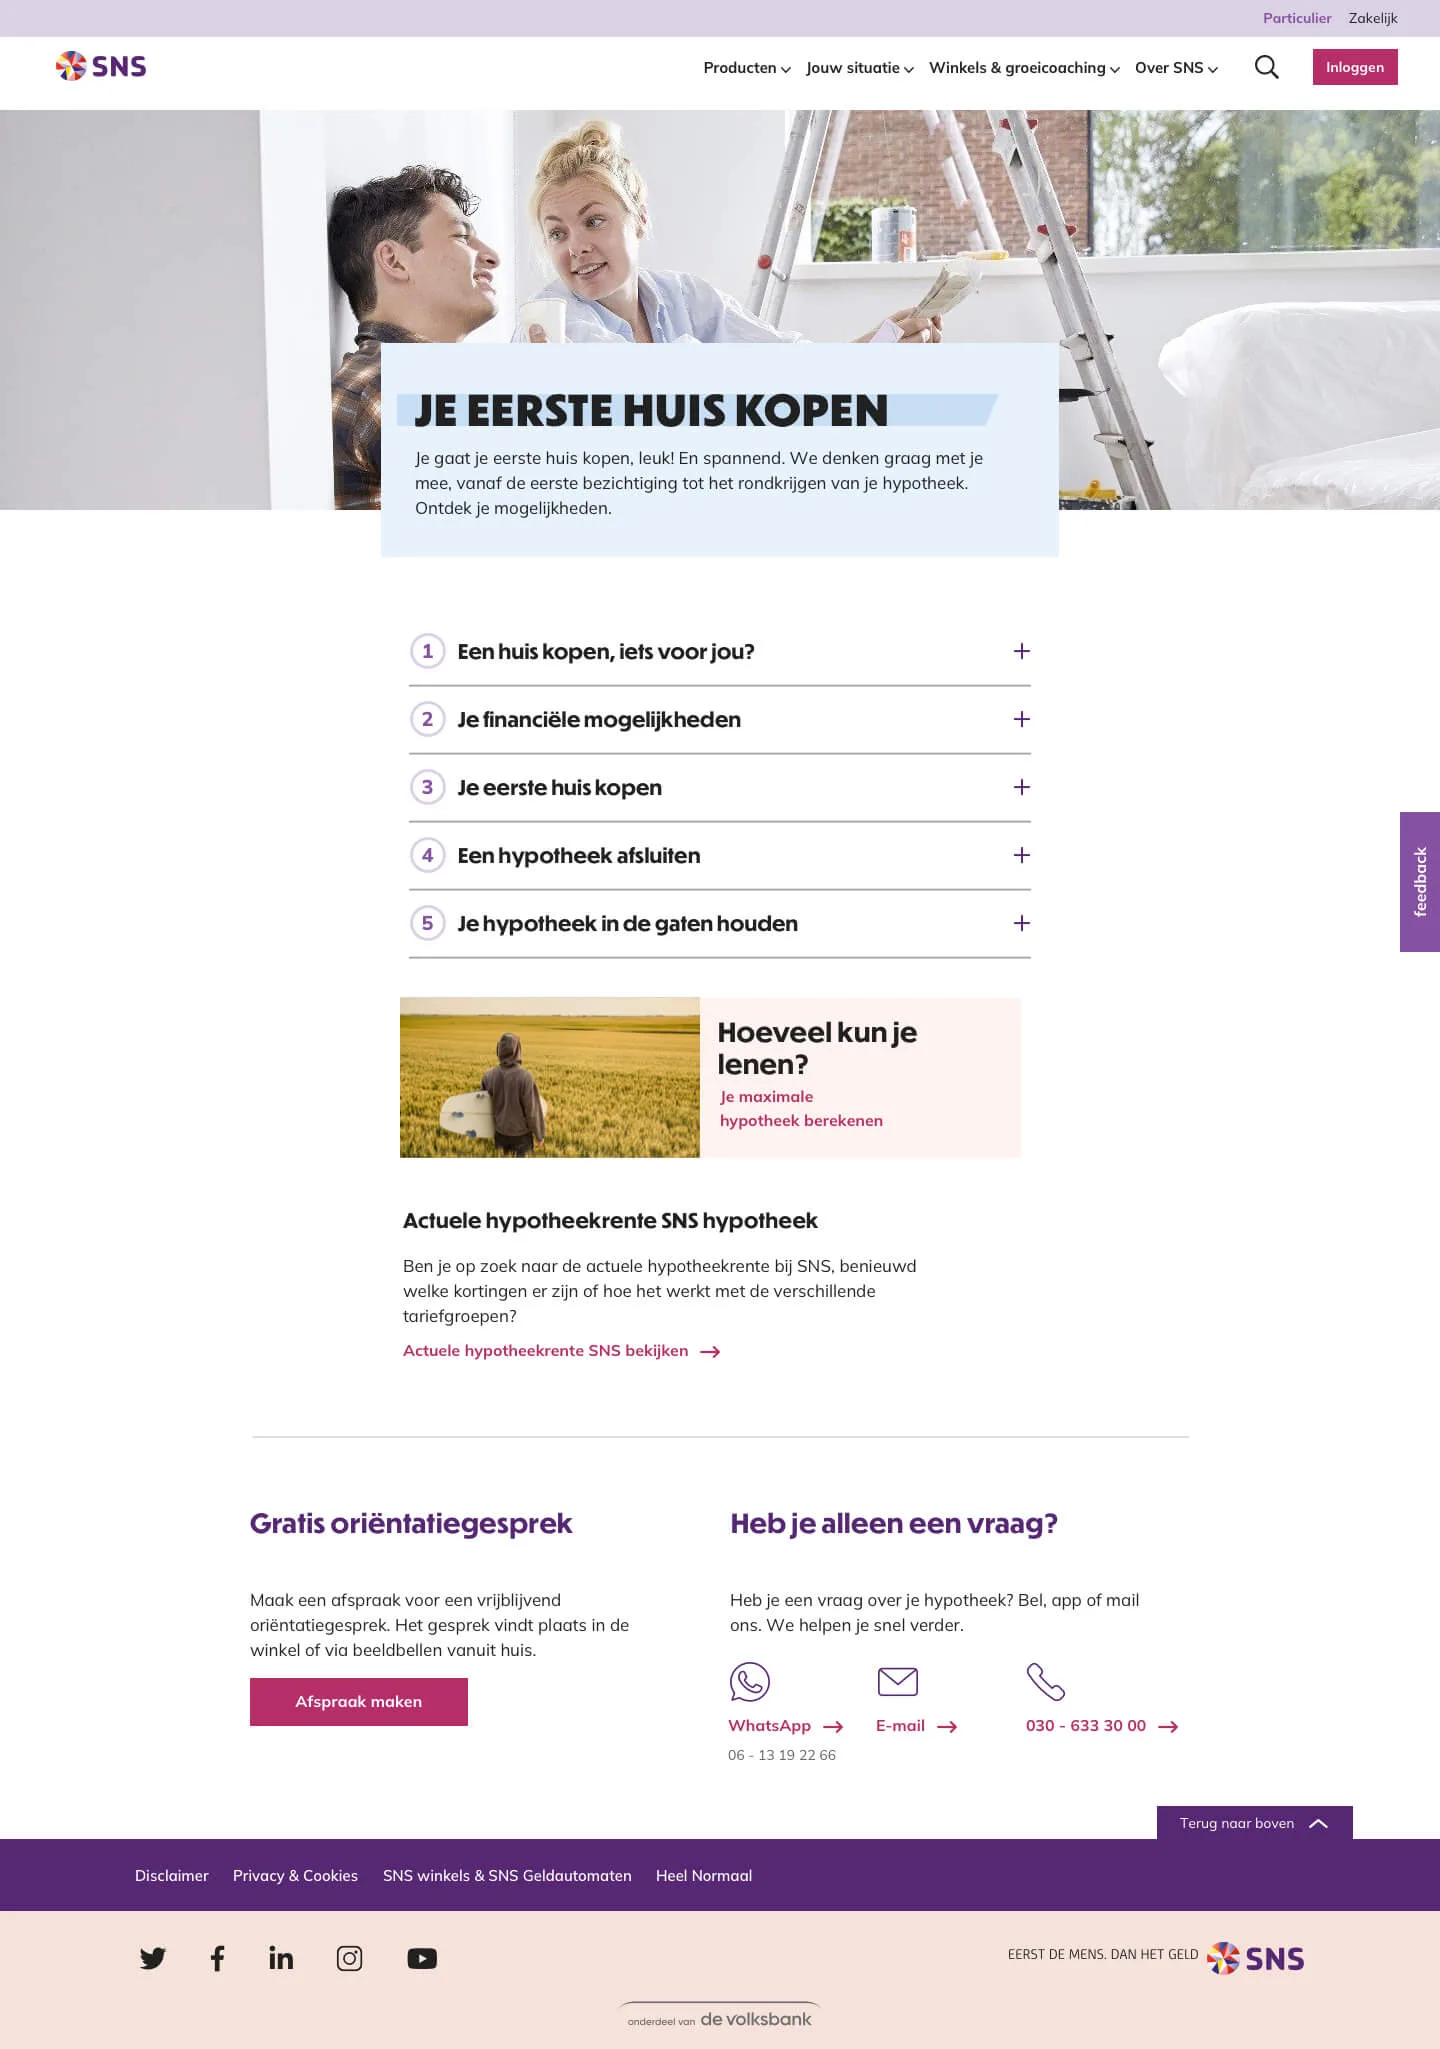 Particulier Zakelijk
SNS
Producten Jouw situatie Winkels & groeicoaching Over SNS Inloggen
JE EERSTE HUIS KOPEN
Je gaat je eerste huis kopen, leuk! En spannend. We denken graag met je
mee, vanaf de eerste bezichtiging tot het rondkrijgen van je hypotheek.
Ontdek je mogelijkheden.
1 Een huis kopen, iets voor jou?
2 Je financiële mogelijkheden
3 Je eerste huis kopen
4 Een hypotheek afsluiten
5 Je hypotheek in de gaten houden
feedback
Hoeveel kun je
lenen?
Je maximale
hypotheek berekenen
Actuele hypotheekrente SNS hypotheek
Ben je op zoek naar de actuele hypotheekrente bij SNS, benieuwd
welke kortingen er zijn of hoe het werkt met de verschillende
tariefgroepen?
Actuele hypotheekrente SNS bekijken
Gratis oriëntatiegesprek
Maak een afspraak voor een vrijblijvend
oriëntatiegesprek. Het gesprek vindt plaats in de
winkel of via beeldbellen vanuit huis.
Afspraak maken
Heb je alleen een vraag?
Heb je een vraag over je hypotheek? Bel, app of mail
ons. We helpen je snel verder.
WhatsApp E-mail 030 - 633 30 00
06 - 13 19 22 66
Terug naar boven
Disclaimer Privacy & Cookies SNS winkels & SNS Geldautomaten Heel Normaal
EERST DE MENS. DAN HET GELD SNS
onderdeel van de volksbank